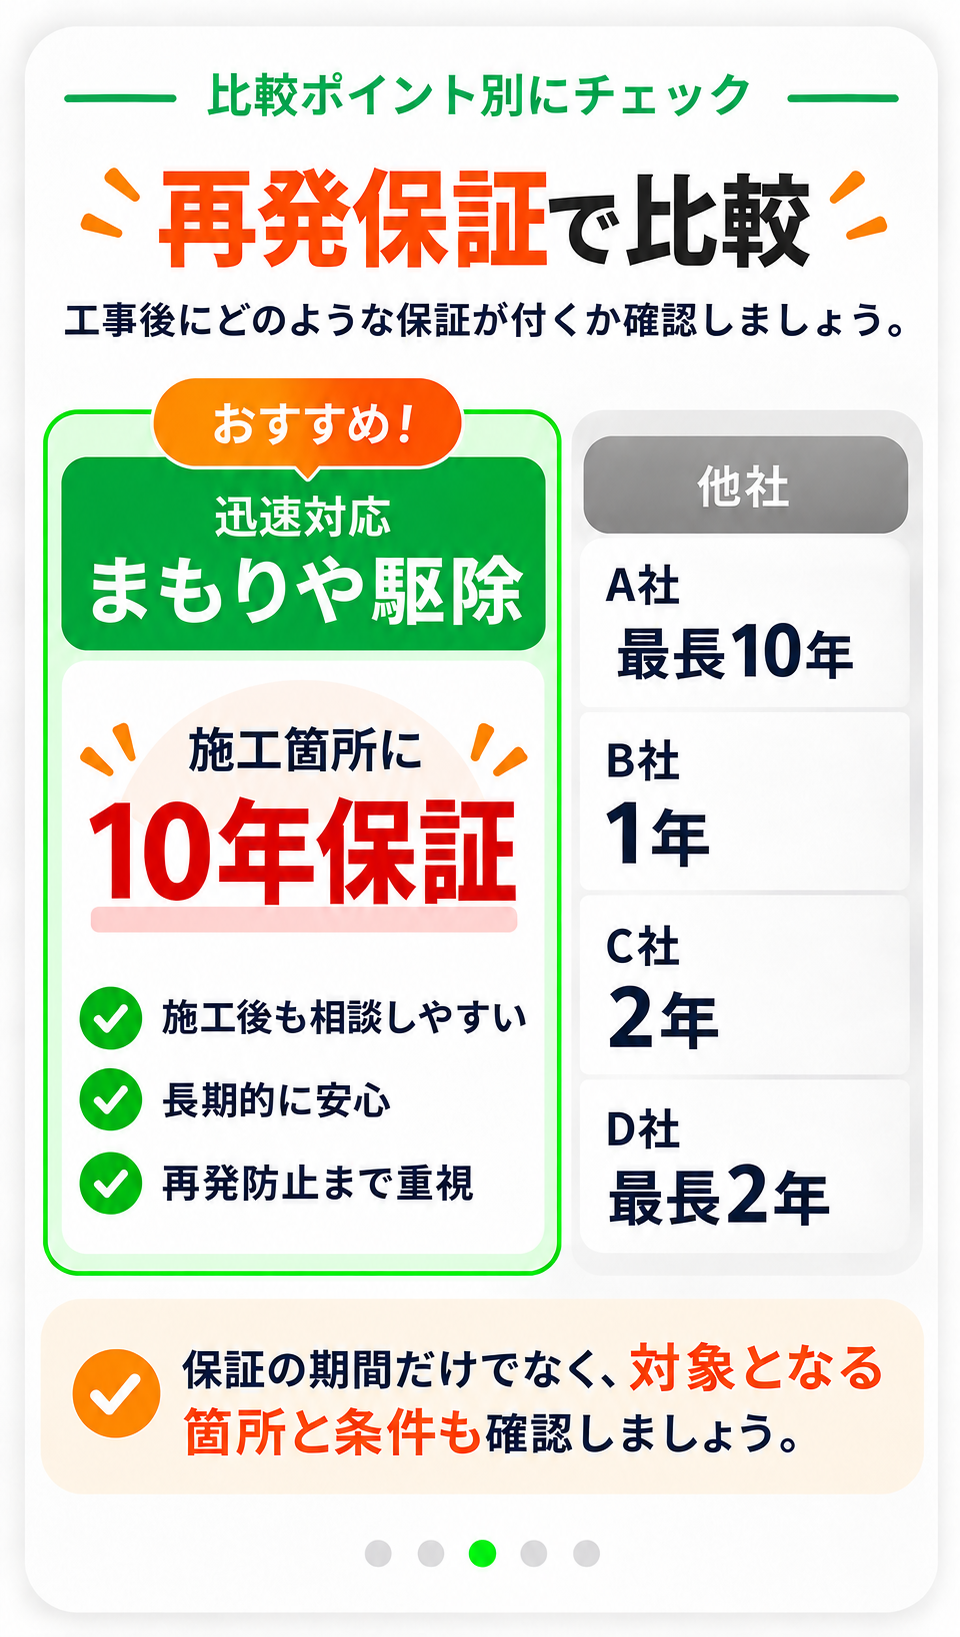 比較ポイント別にチェック
再発保証で比較
工事後にどのような保証が付くか確認しましょう。
おすすめ！
迅速対応
まもりや駆除
施工箇所に
10年保証
施工後も相談しやすい
長期的に安心
再発防止まで重視
他社
A社
最長10年
B社
1年
C社
2年
D社
最長2年
保証の期間だけでなく、対象となる
箇所と条件も確認しましょう。